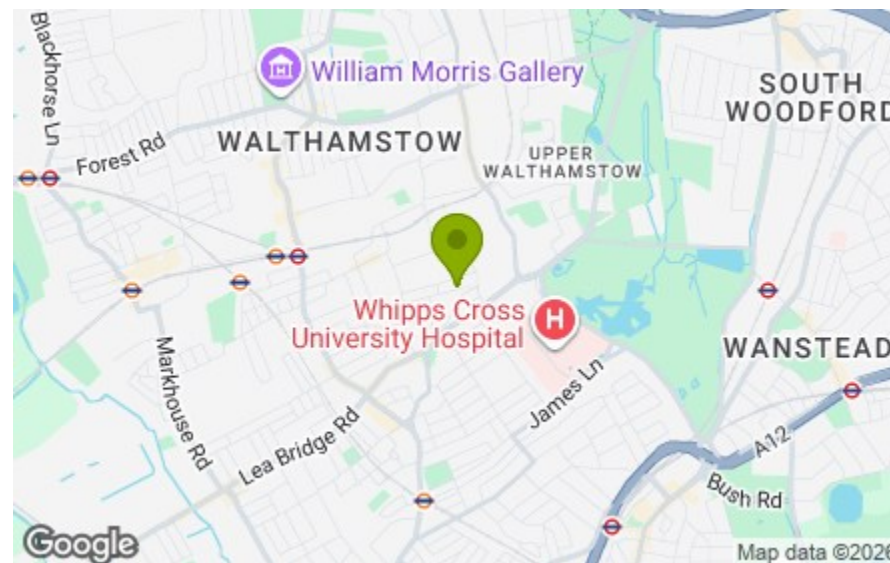 Blackhorse Ln
William Morris Gallery
SOUTH
WOODFORD
Forest Rd
WALTHAMSTOW
UPPER
WALTHAMSTOW
Whipps Cross
University Hospital
H
WANSTEAD
Markhouse Rd
James Ln
Lea Bridge Rd
A12
Bush Rd
Google
Map data ©2026